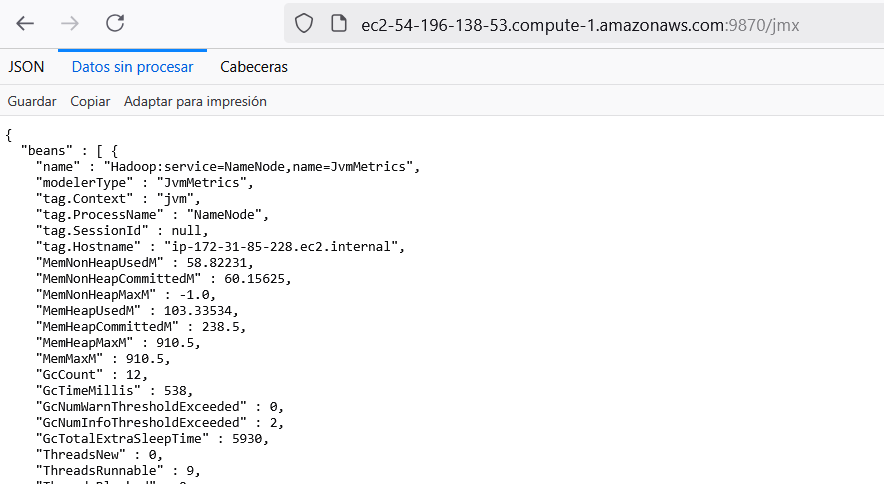 ec2-54-196-138-53.compute-1.amazonaws.com:9870/jmx
JSON Datos sin procesar Cabeceras
Guardar Copiar Adaptar para impresión
{
  "beans" : [ {
    "name" : "Hadoop:service=NameNode,name=JvmMetrics",
    "modelerType" : "JvmMetrics",
    "tag.Context" : "jvm",
    "tag.ProcessName" : "NameNode",
    "tag.SessionId" : null,
    "tag.Hostname" : "ip-172-31-85-228.ec2.internal",
    "MemNonHeapUsedM" : 58.82231,
    "MemNonHeapCommittedM" : 60.15625,
    "MemNonHeapMaxM" : -1.0,
    "MemHeapUsedM" : 103.33534,
    "MemHeapCommittedM" : 238.5,
    "MemHeapMaxM" : 910.5,
    "MemMaxM" : 910.5,
    "GcCount" : 12,
    "GcTimeMillis" : 538,
    "GcNumWarnThresholdExceeded" : 0,
    "GcNumInfoThresholdExceeded" : 2,
    "GcTotalExtraSleepTime" : 5930,
    "ThreadsNew" : 0,
    "ThreadsRunnable" : 9,